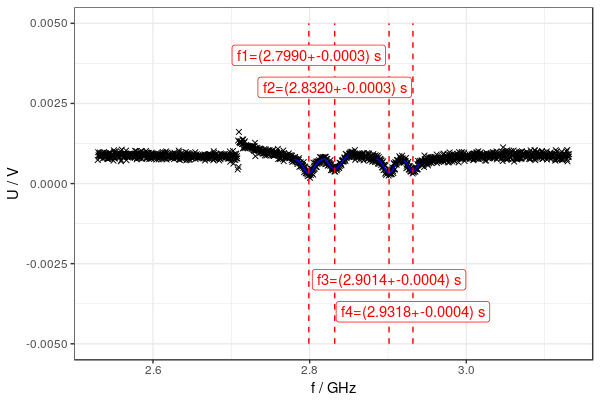 0.0050
f1=(2.7990+-0.0003) s
f2=(2.8320+-0.0003) s
0.0025
U / V
0.0000
-0.0025
f3=(2.9014+-0.0004) s
f4=(2.9318+-0.0004) s
-0.0050
2.6 2.8 3.0
f / GHz